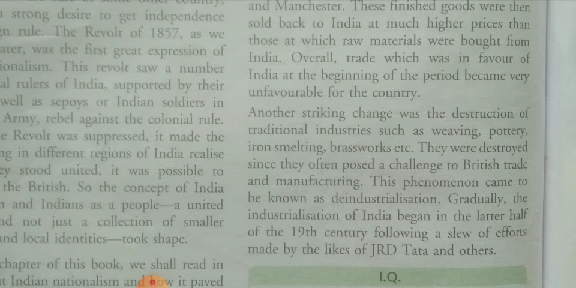 strong desire to get independence
rule. The Revolt of 1857, as we
was the first great expression of
This revolt saw a number
rulers of India, supported by their
well as sepoys or Indian soldiers in
Army, rebel against the colonial rule.
Revolt was suppressed, it made the
in different regions of India realise
stood united, it was possible to
the British. So the concept of India
and Indians as a people—a united
not just a collection of smaller
and local identities—took shape.
chapter of this book, we shall read in
Indian nationalism and how it paved
and Manchester. These finished goods were then
sold back to India at much higher prices than
those at which raw materials were bought from
India. Overall, trade which was in favour of
India at the beginning of the period became very
unfavourable for the country.
Another striking change was the destruction of
traditional industries such as weaving, pottery,
iron smelting, brassworks etc. They were destroyed
since they often posed a challenge to British trade
and manufacturing. This phenomenon came to
be known as deindustrialisation. Gradually, the
industrialisation of India began in the latter half
of the 19th century following a slew of efforts
made by the likes of JRD Tata and others.
I.Q.